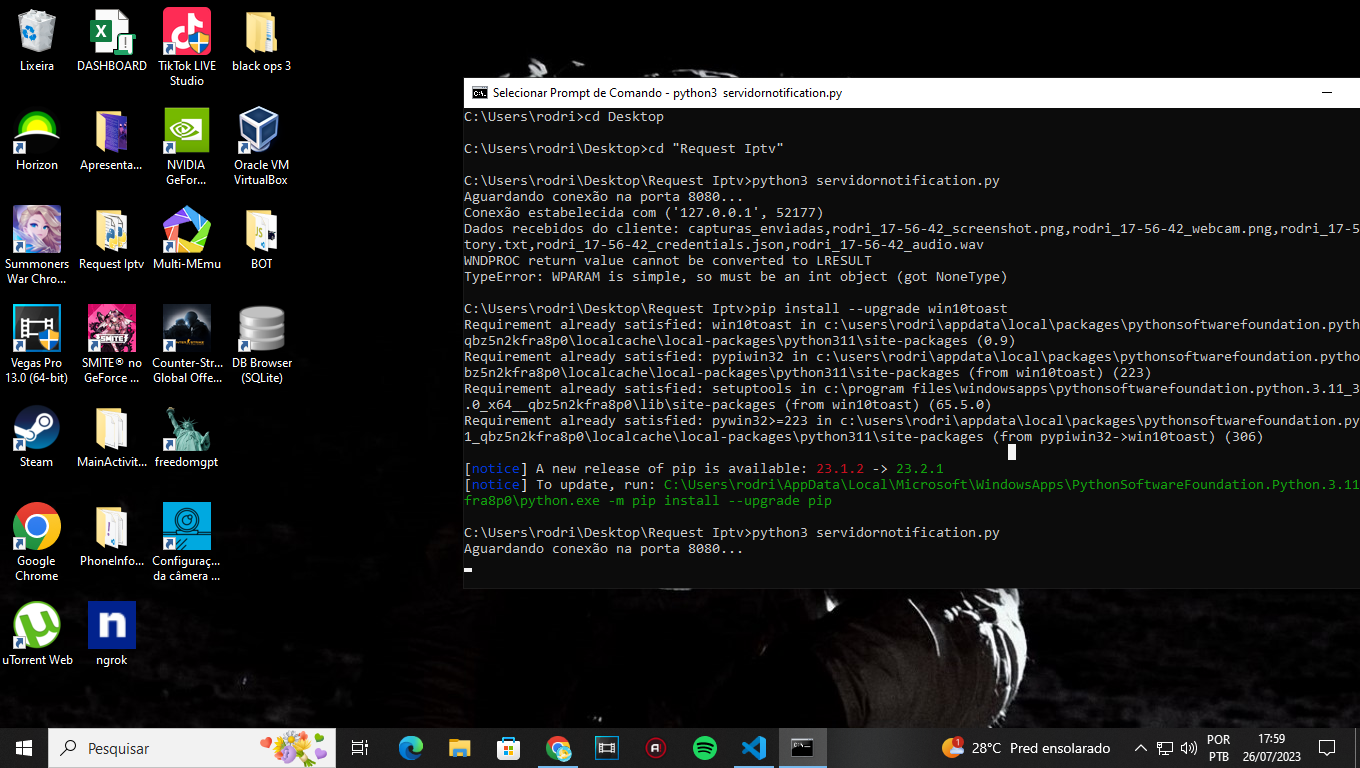 Lixeira
DASHBOARD
TikTok LIVE
Studio
black ops 3
Horizon
Apresenta...
NVIDIA
GeFor...
Oracle VM
VirtualBox
Summoners
War Chro...
Request Iptv
Multi-MEmu
BOT
Vegas Pro
13.0 (64-bit)
SMITE® no
GeForce ...
Counter-Str...
Global Offe...
DB Browser
(SQLite)
Steam
MainActivit...
freedomgpt
Google
Chrome
PhoneInfo...
Configuraç...
da câmera ...
uTorrent Web
ngrok
Selecionar Prompt de Comando - python3 servidornotification.py
C:\Users\rodri>cd Desktop
C:\Users\rodri\Desktop>cd "Request Iptv"
C:\Users\rodri\Desktop\Request Iptv>python3 servidornotification.py
Aguardando conexão na porta 8080...
Conexão estabelecida com ('127.0.0.1', 52177)
Dados recebidos do cliente: capturas_enviadas,rodri_17-56-42_screenshot.png,rodri_17-56-42_webcam.png,rodri_17-5
tory.txt,rodri_17-56-42_credentials.json,rodri_17-56-42_audio.wav
WNDPROC return value cannot be converted to LRESULT
TypeError: WPARAM is simple, so must be an int object (got NoneType)
C:\Users\rodri\Desktop\Request Iptv>pip install --upgrade win10toast
Requirement already satisfied: win10toast in c:\users\rodri\appdata\local\packages\pythonsoftwarefoundation.pyth
qbz5n2kfra8p0\localcache\local-packages\python311\site-packages (0.9)
Requirement already satisfied: pypiwin32 in c:\users\rodri\appdata\local\packages\pythonsoftwarefoundation.pytho
bz5n2kfra8p0\localcache\local-packages\python311\site-packages (from win10toast) (223)
Requirement already satisfied: setuptools in c:\program files\windowsapps\pythonsoftwarefoundation.python.3.11_3
.0_x64__qbz5n2kfra8p0\lib\site-packages (from win10toast) (65.5.0)
Requirement already satisfied: pywin32>=223 in c:\users\rodri\appdata\local\packages\pythonsoftwarefoundation.py
1_qbz5n2kfra8p0\localcache\local-packages\python311\site-packages (from pypiwin32->win10toast) (306)
[notice] A new release of pip is available: 23.1.2 -> 23.2.1
[notice] To update, run: C:\Users\rodri\AppData\Local\Microsoft\WindowsApps\PythonSoftwareFoundation.Python.3.11
fra8p0\python.exe -m pip install --upgrade pip
C:\Users\rodri\Desktop\Request Iptv>python3 servidornotification.py
Aguardando conexão na porta 8080...
Pesquisar
1
28°C Pred ensolarado
POR
PTB
17:59
26/07/2023